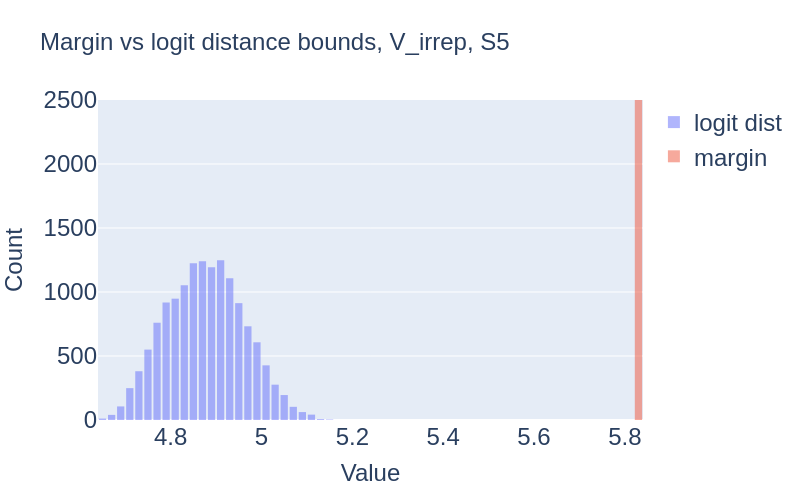 Margin vs logit distance bounds, V_irrep, S5
2500
2000
1500
1000
500
0
Count
4.8 5 5.2 5.4 5.6 5.8
Value
logit dist
margin